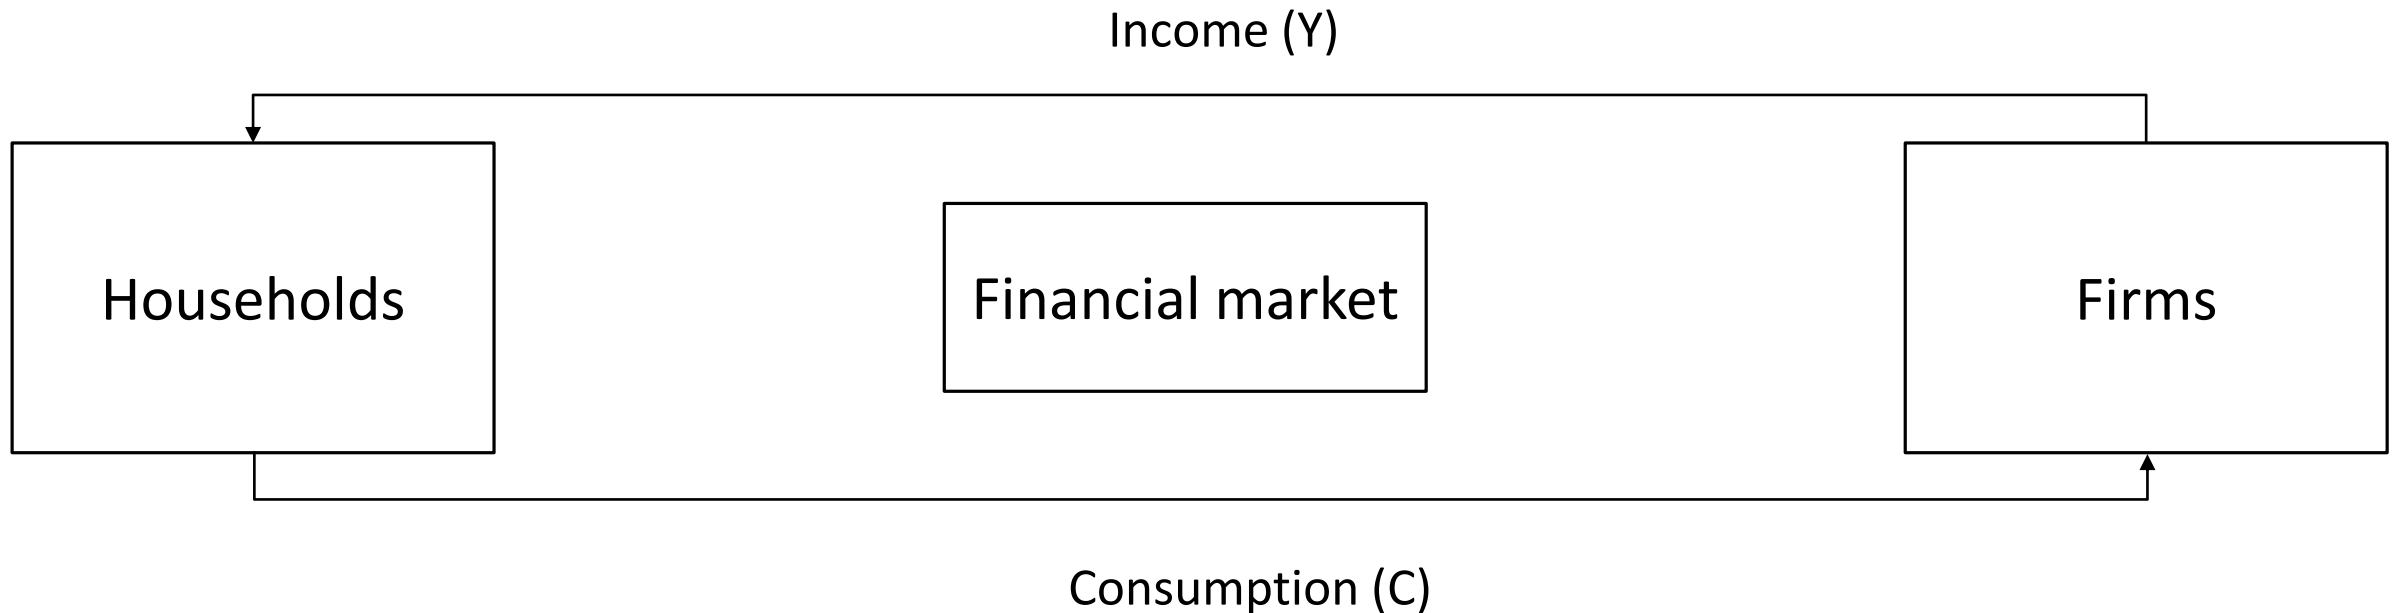 Income (Y)
Households
Financial market
Firms
Consumption (C)